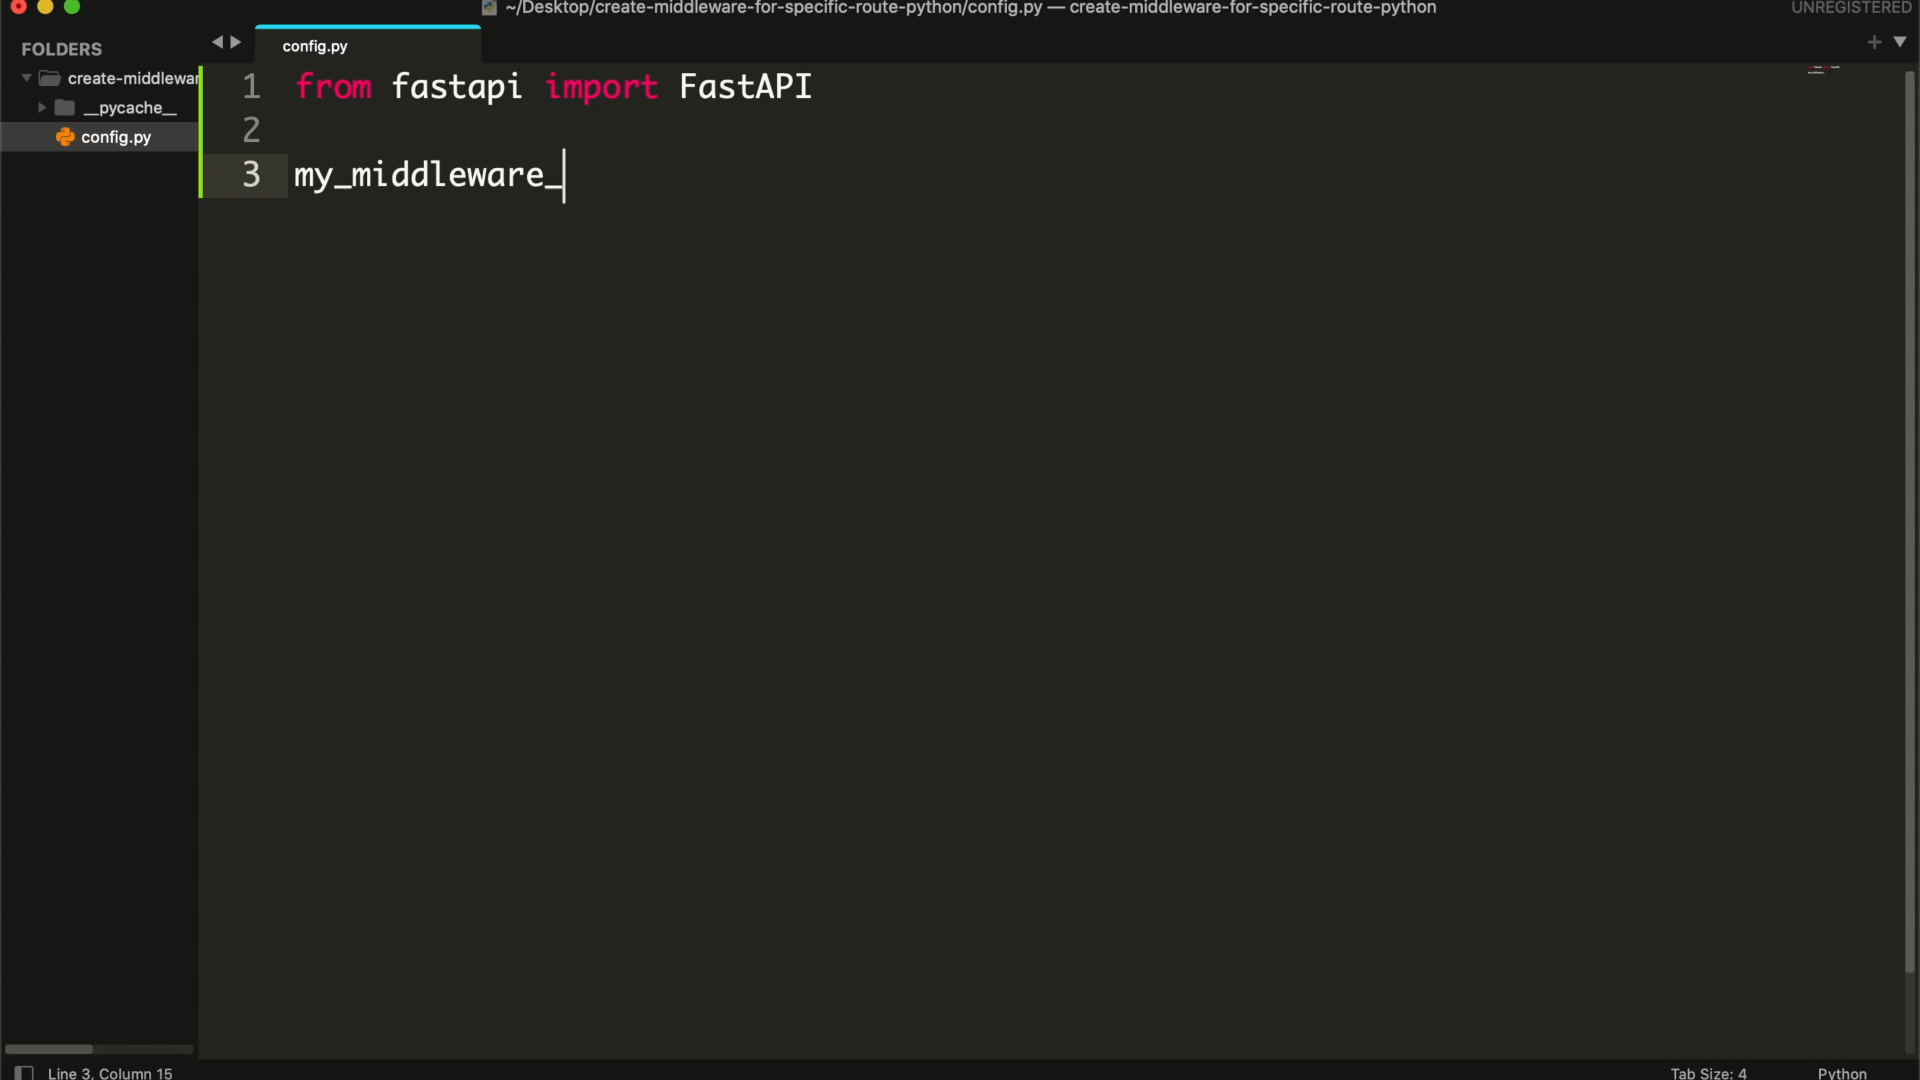 ~/Desktop/create-middleware-for-specific-route-python/config.py — create-middleware-for-specific-route-python
UNREGISTERED
FOLDERS
create-middlewar
__pycache__
config.py
config.py
1 from fastapi import FastAPI
2
3 my_middleware_
Line 3, Column 15
Tab Size: 4
Python